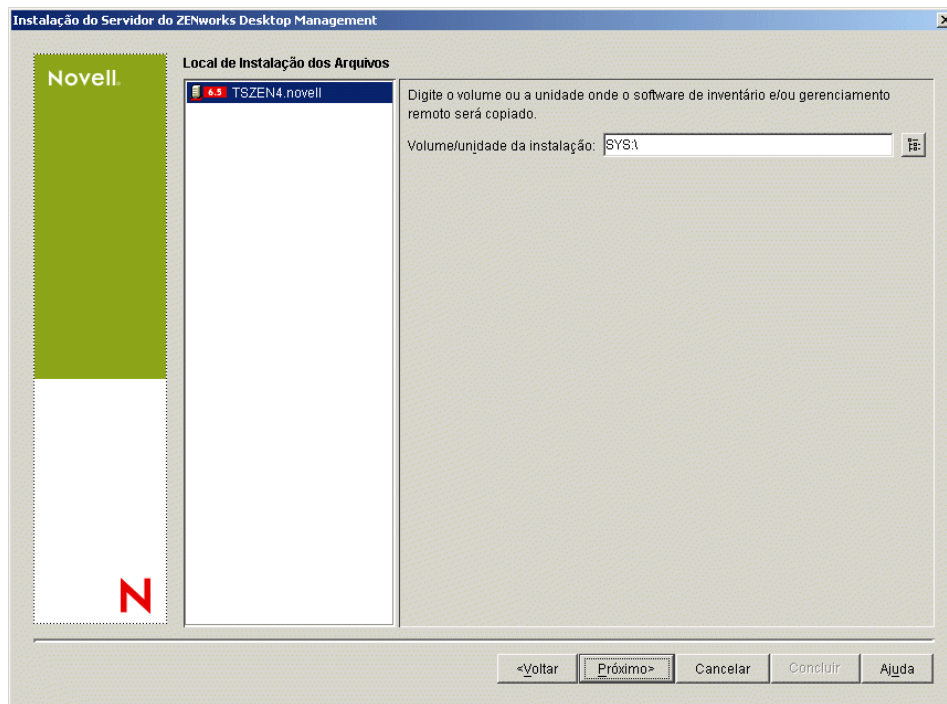 Instalação do Servidor do ZENworks Desktop Management
Novell.
Local de Instalação dos Arquivos
6.5 TSZEN4.novell
Digite o volume ou a unidade onde o software de inventário e/ou gerenciamento
remoto será copiado.
Volume/unidade da instalação: SYS:\
N
<Voltar Próximo> Cancelar Concluir Ajuda